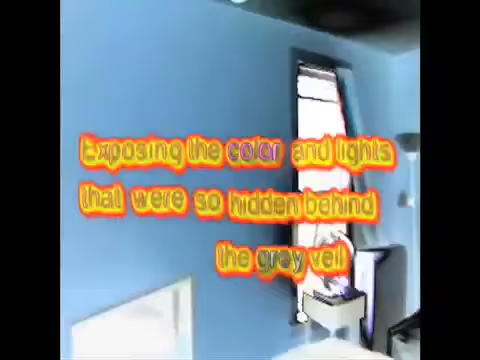 Exposing the color and lights
that were so hidden behind
the gray veil